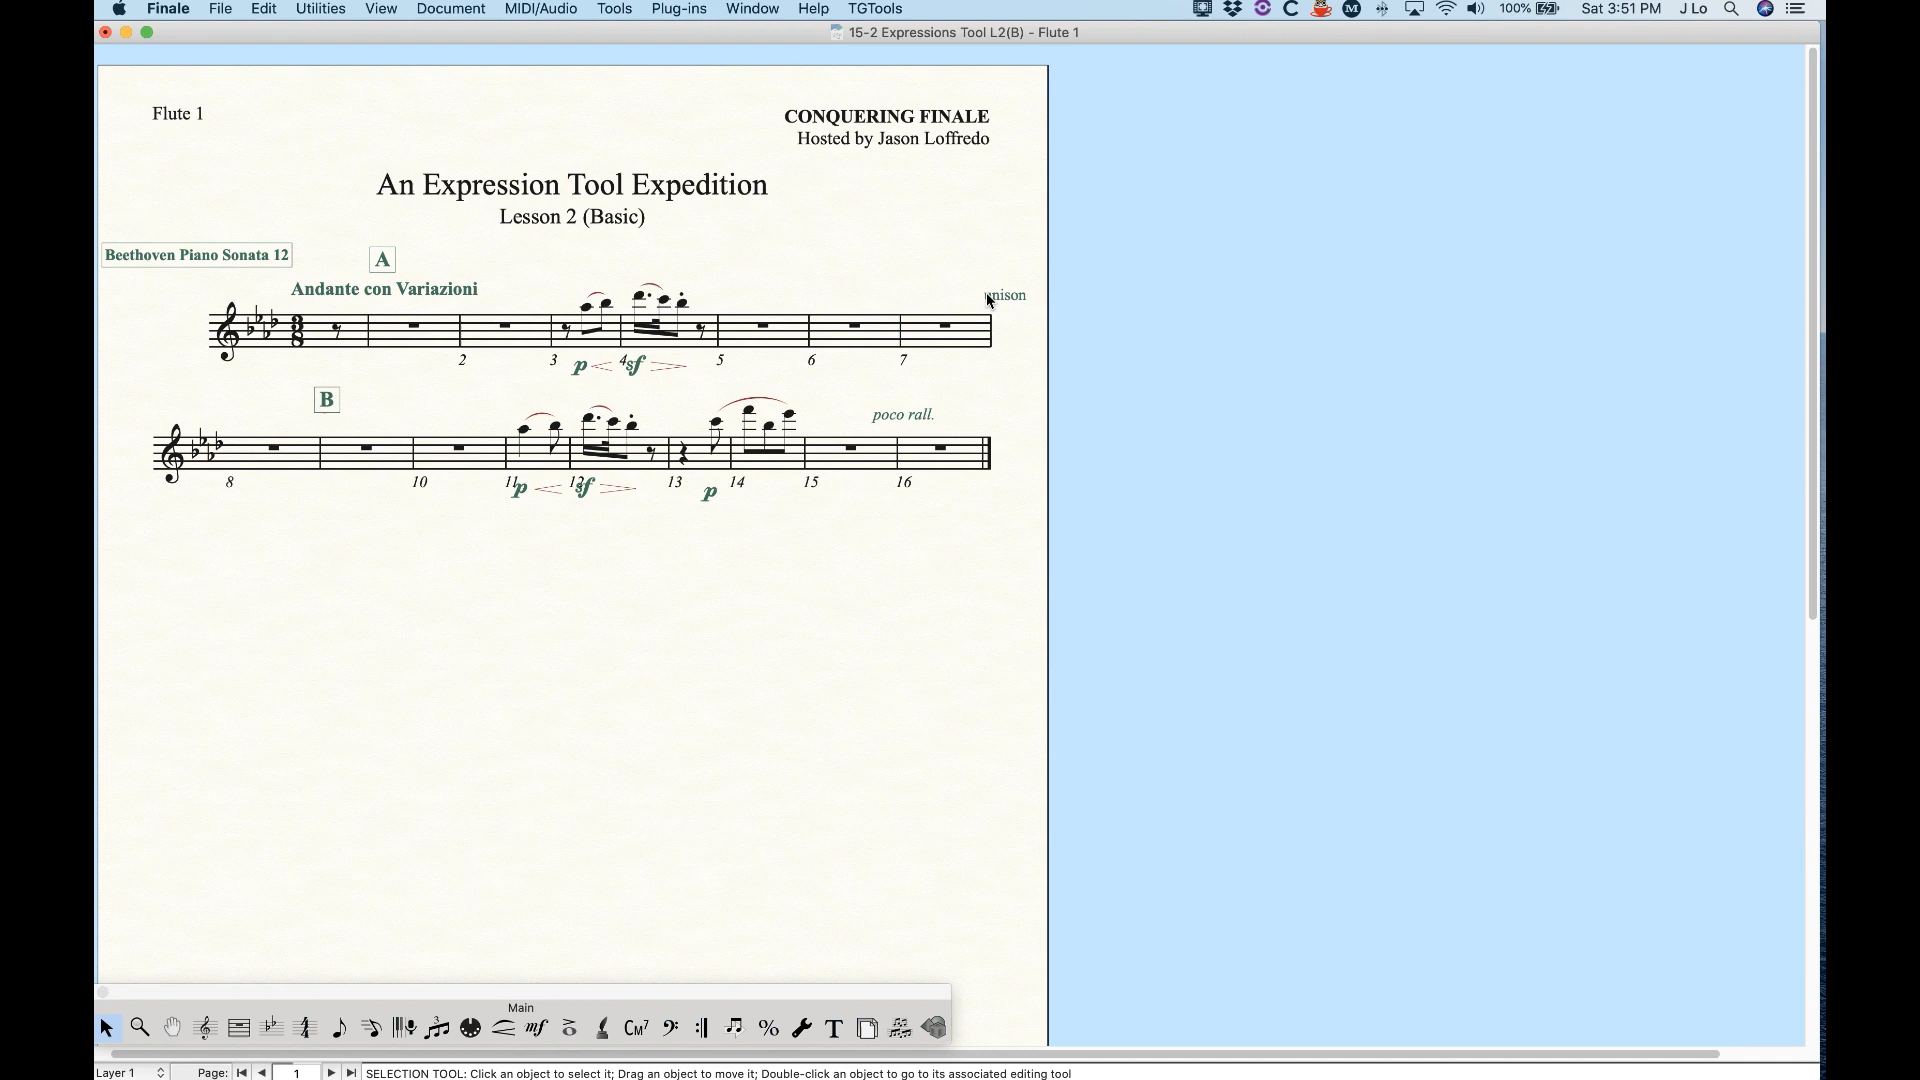 Finale File Edit Utilities View Document MIDI/Audio Tools Plug-ins Window Help TGTools 100% Sat 3:51 PM J Lo
15-2 Expressions Tool L2(B) - Flute 1
Flute 1
CONQUERING FINALE
Hosted by Jason Loffredo
An Expression Tool Expedition
Lesson 2 (Basic)
Beethoven Piano Sonata 12
A
Andante con Variazioni
unison
3
8
2 3 p 4 sf 5 6 7
B
poco rall.
8 10 11 p 12 sf 13 p 14 15 16
Main
mf CM7 % T
Layer 1 Page: 1 SELECTION TOOL: Click an object to select it; Drag an object to move it; Double-click an object to go to its associated editing tool